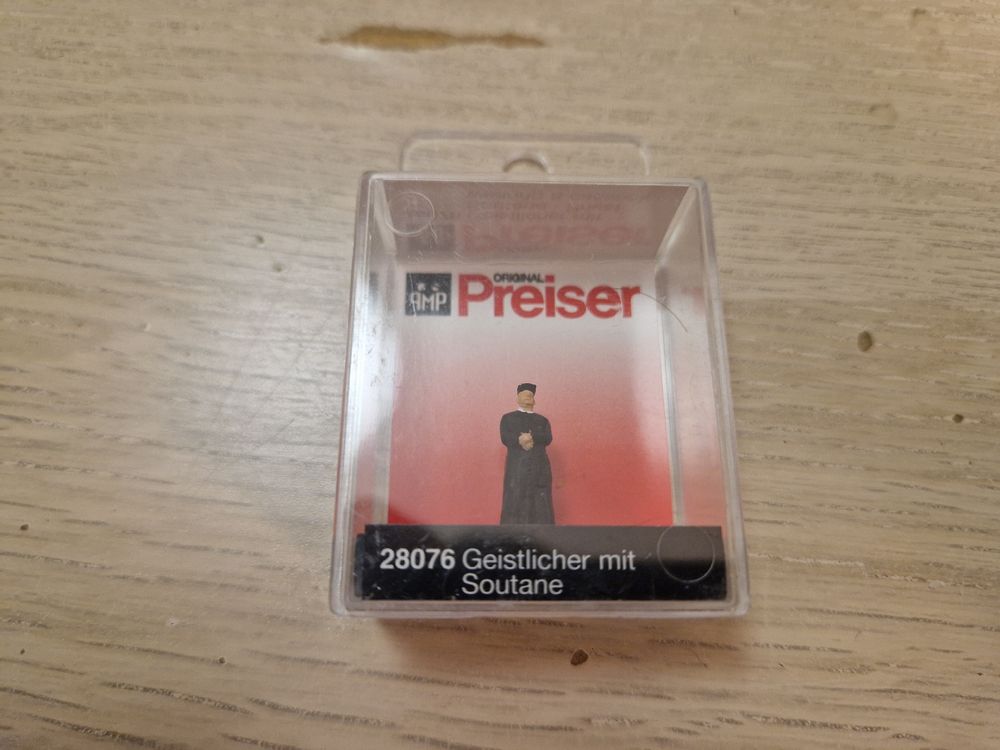 PMP
ORIGINAL
Preiser
28076 Geistlicher mit
Soutane